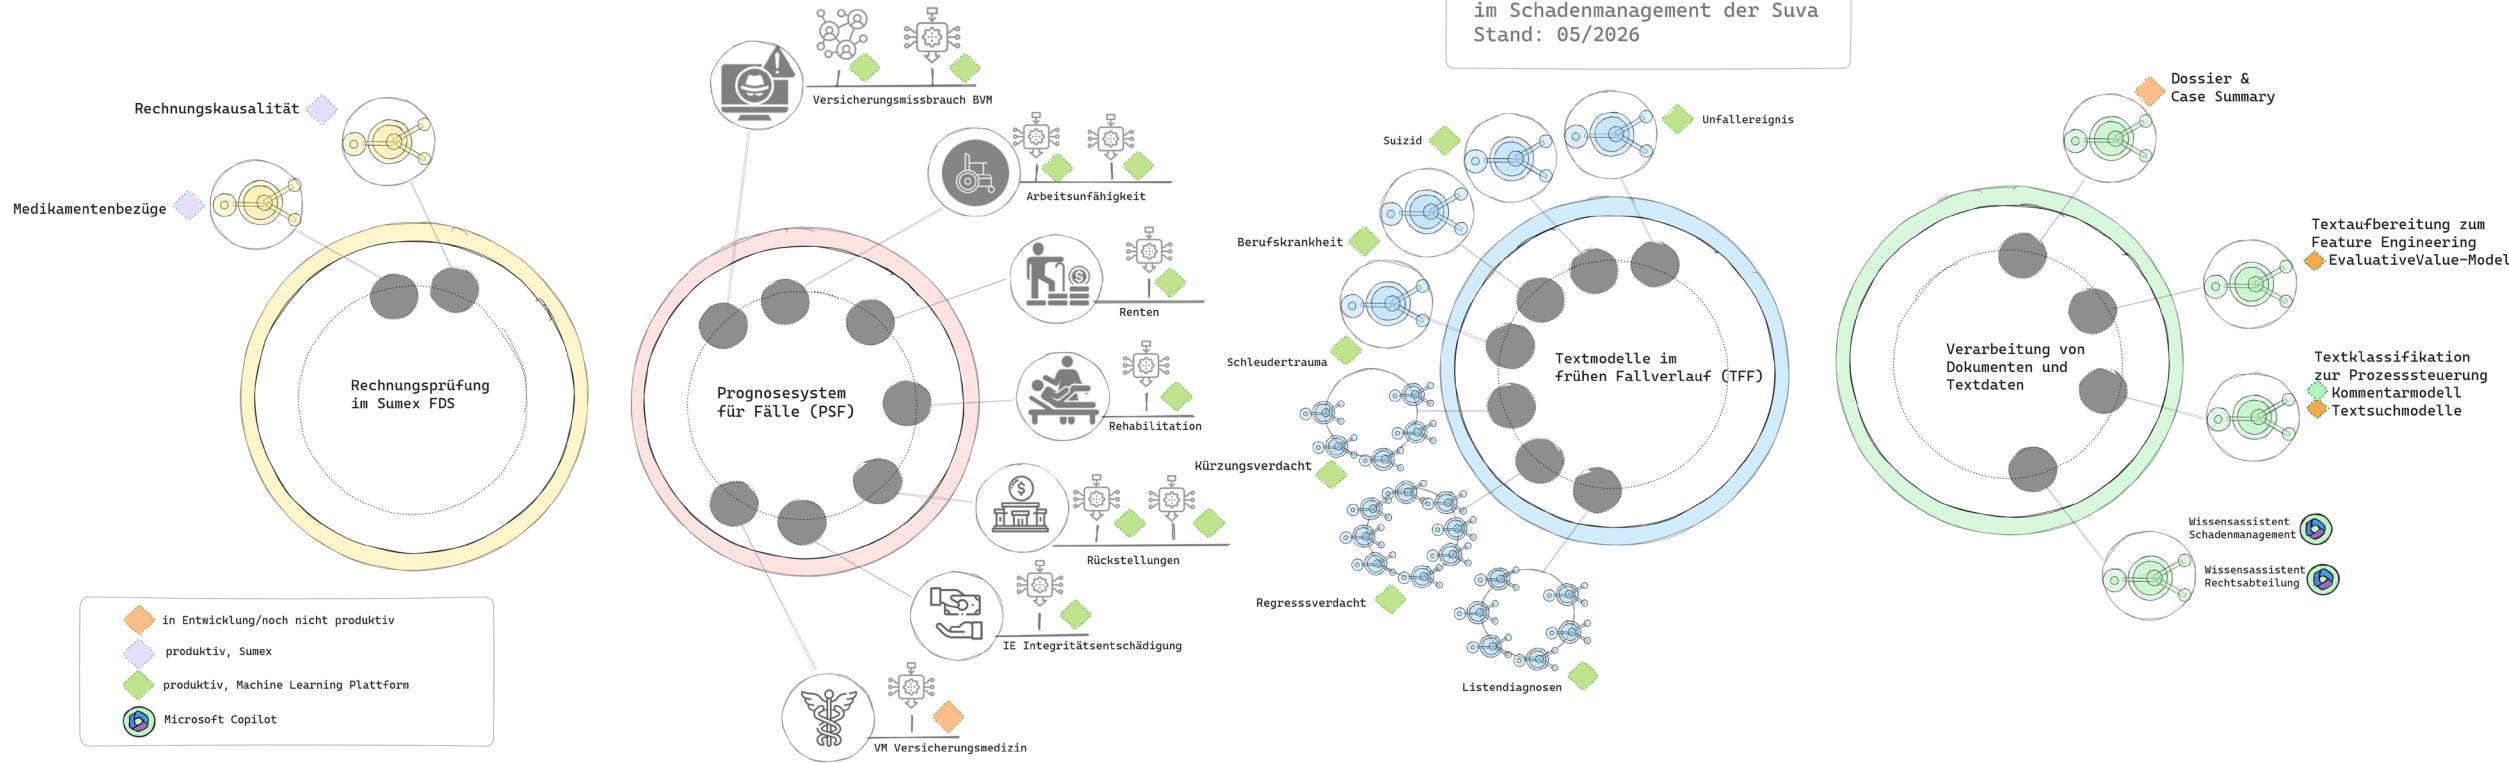 im Schadenmanagement der Suva
Stand: 05/2026
Rechnungskausalität
Medikamentenbezüge
Rechnungsprüfung
im Sumex FDS
in Entwicklung/noch nicht produktiv
produktiv, Sumex
produktiv, Machine Learning Plattform
Microsoft Copilot
Versicherungsmissbrauch BVM
Arbeitsunfähigkeit
Renten
Rehabilitation
Rückstellungen
IE Integritätsentschädigung
VM Versicherungsmedizin
Prognosesystem
für Fälle (PSF)
Unfallereignis
Suizid
Berufskrankheit
Schleudertrauma
Kürzungsverdacht
Regresssverdacht
Listendiagnosen
Textmodelle im
frühen Fallverlauf (TFF)
Dossier &
Case Summary
Textaufbereitung zum
Feature Engineering
EvaluativeValue-Model
Textklassifikation
zur Prozessteuerung
Kommentarmodell
Textsuchmodelle
Verarbeitung von
Dokumenten und
Textdaten
Wissensassistent
Schadenmanagement
Wissensassistent
Rechtsabteilung